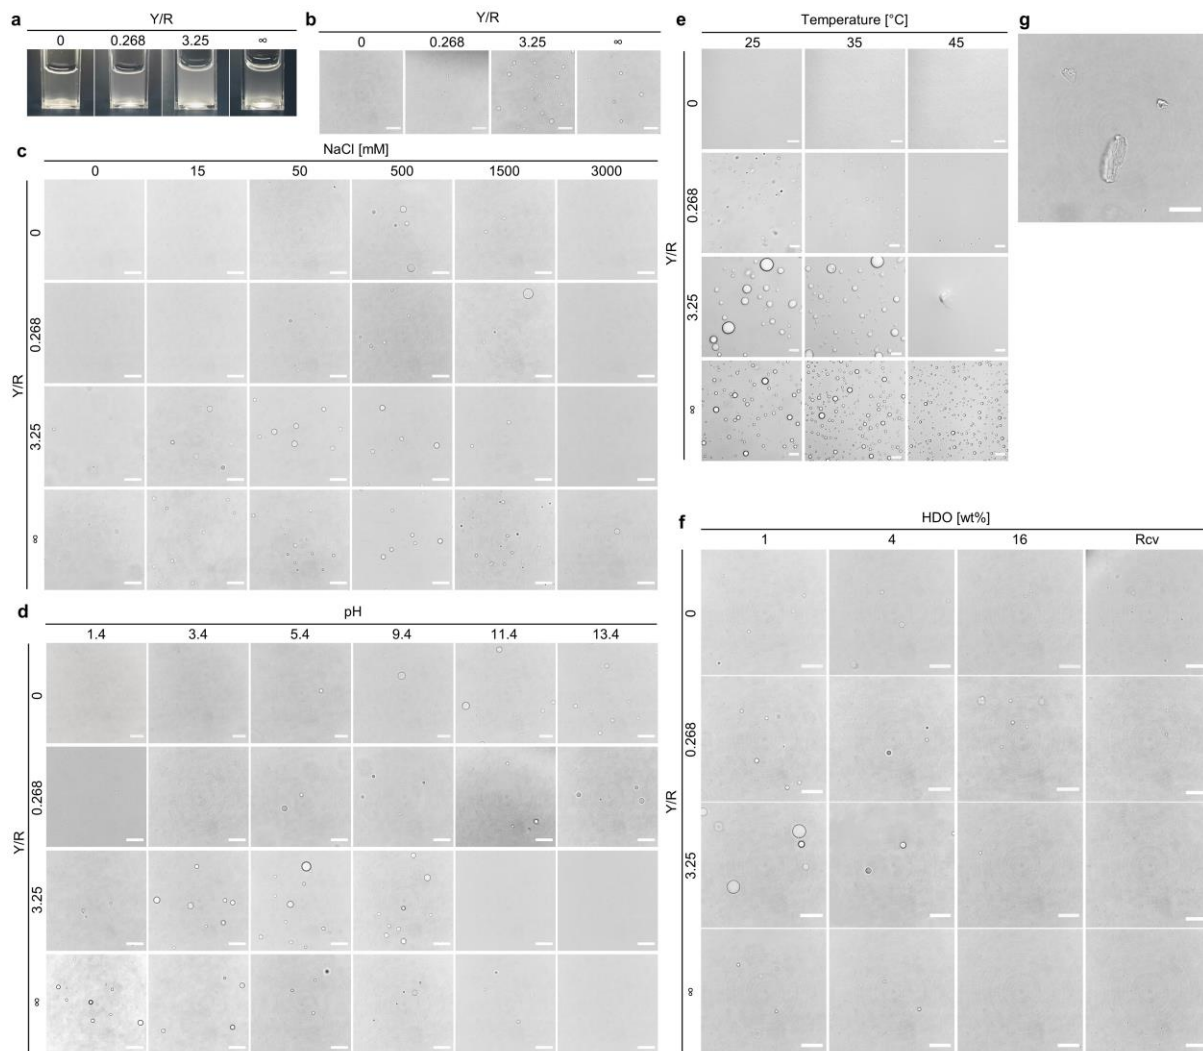 a
Y/R
0 0.268 3.25 ∞
b
Y/R
0 0.268 3.25 ∞
c
NaCl [mM]
0 15 50 500 1500 3000
Y/R
0
0.268
3.25
∞
d
pH
1.4 3.4 5.4 9.4 11.4 13.4
Y/R
0
0.268
3.25
∞
e
Temperature [°C]
25 35 45
Y/R
0
0.268
3.25
∞
g
f
HDO [wt%]
1 4 16 Rcv
Y/R
0
0.268
3.25
∞